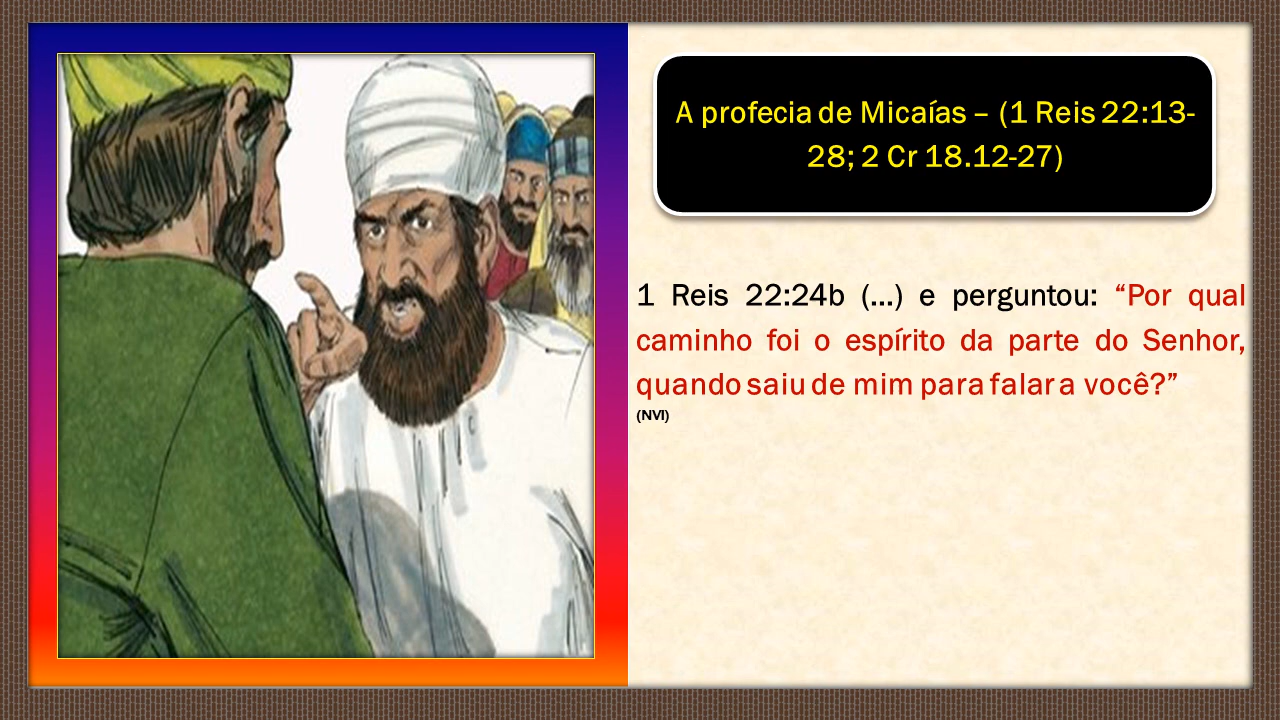 A profecia de Micaías – (1 Reis 22:13-
28; 2 Cr 18.12-27)
1 Reis 22:24b (...) e perguntou: “Por qual
caminho foi o espírito da parte do Senhor,
quando saiu de mim para falar a você?”
(NVI)